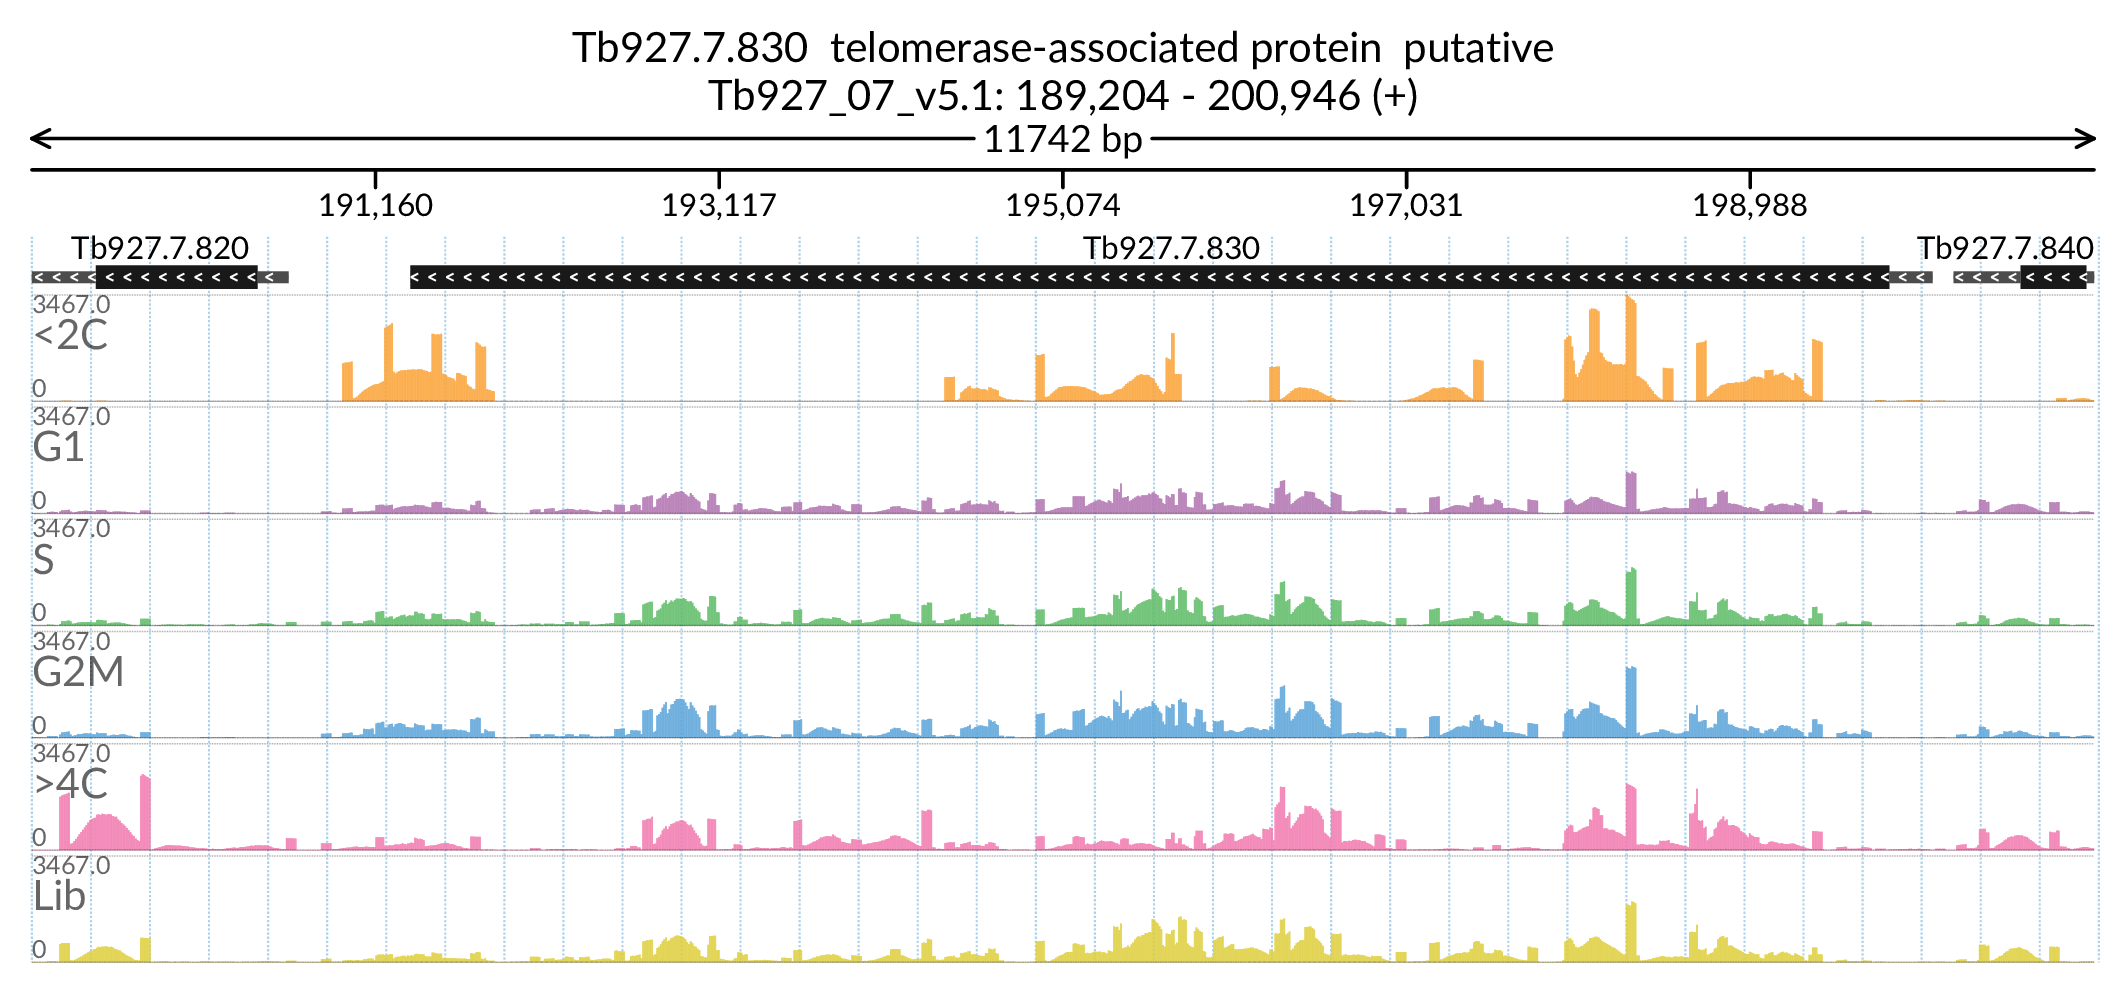 Tb927.7.830 telomerase-associated protein putative
Tb927_07_v5.1: 189,204 - 200,946 (+)
11742 bp
191,160 193,117 195,074 197,031 198,988
Tb927.7.820 Tb927.7.830 Tb927.7.840
3467.0
<2C
0
3467.0
G1
0
3467.0
S
0
3467.0
G2M
0
3467.0
>4C
0
3467.0
Lib
0